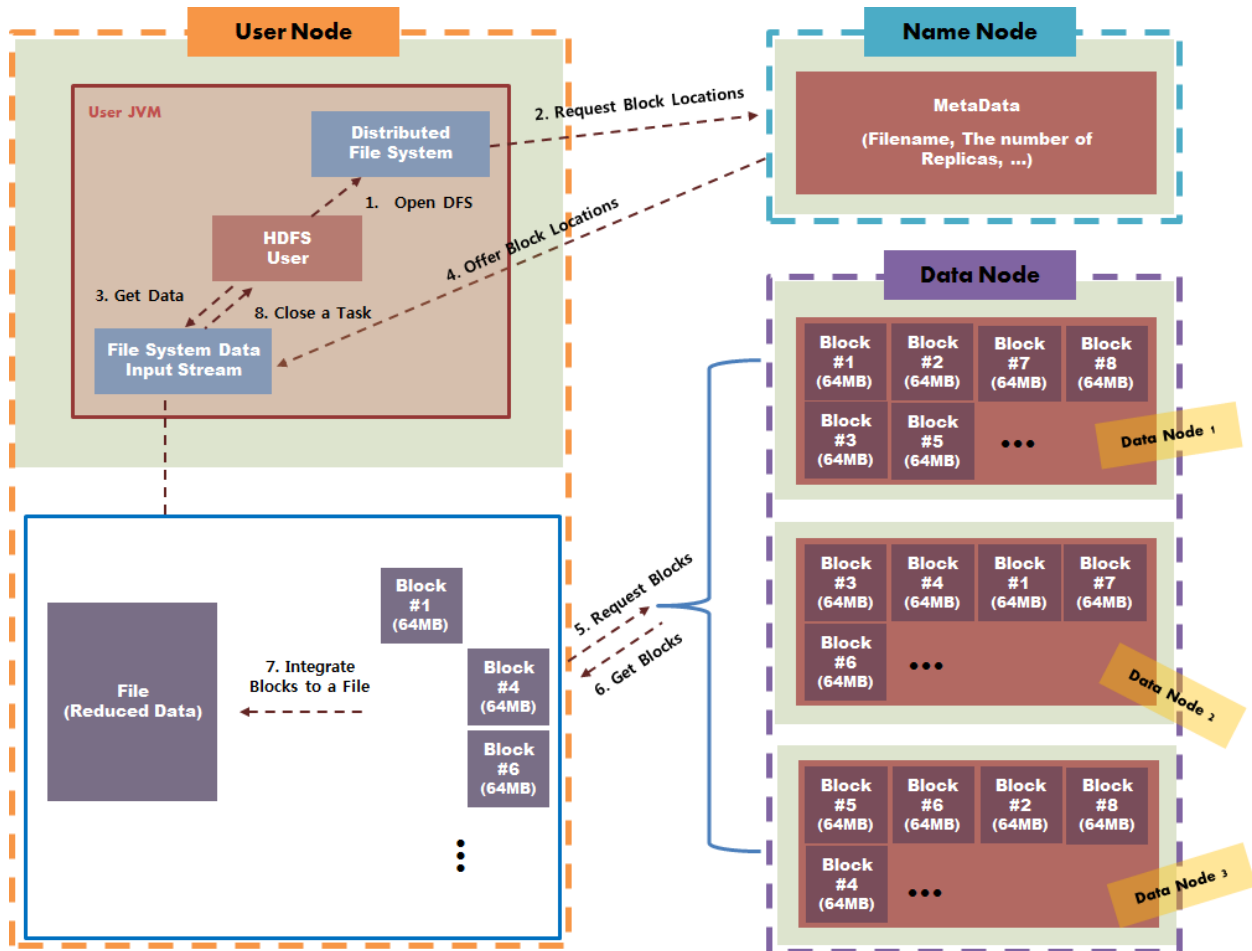 User Node
User JVM
Distributed
File System
1. Open DFS
HDFS
User
3. Get Data
8. Close a Task
File System Data
Input Stream
2. Request Block Locations
4. Offer Block Locations
Name Node
MetaData
(Filename, The number of
Replicas, ...)
File
(Reduced Data)
7. Integrate
Blocks to a File
Block
#1
(64MB)
Block
#4
(64MB)
Block
#6
(64MB)
5. Request Blocks
6. Get Blocks
Data Node
Block
#1
(64MB)
Block
#2
(64MB)
Block
#7
(64MB)
Block
#8
(64MB)
Block
#3
(64MB)
Block
#5
(64MB)
Data Node 1
Block
#3
(64MB)
Block
#4
(64MB)
Block
#1
(64MB)
Block
#7
(64MB)
Block
#6
(64MB)
Data Node 2
Block
#5
(64MB)
Block
#6
(64MB)
Block
#2
(64MB)
Block
#8
(64MB)
Block
#4
(64MB)
Data Node 3